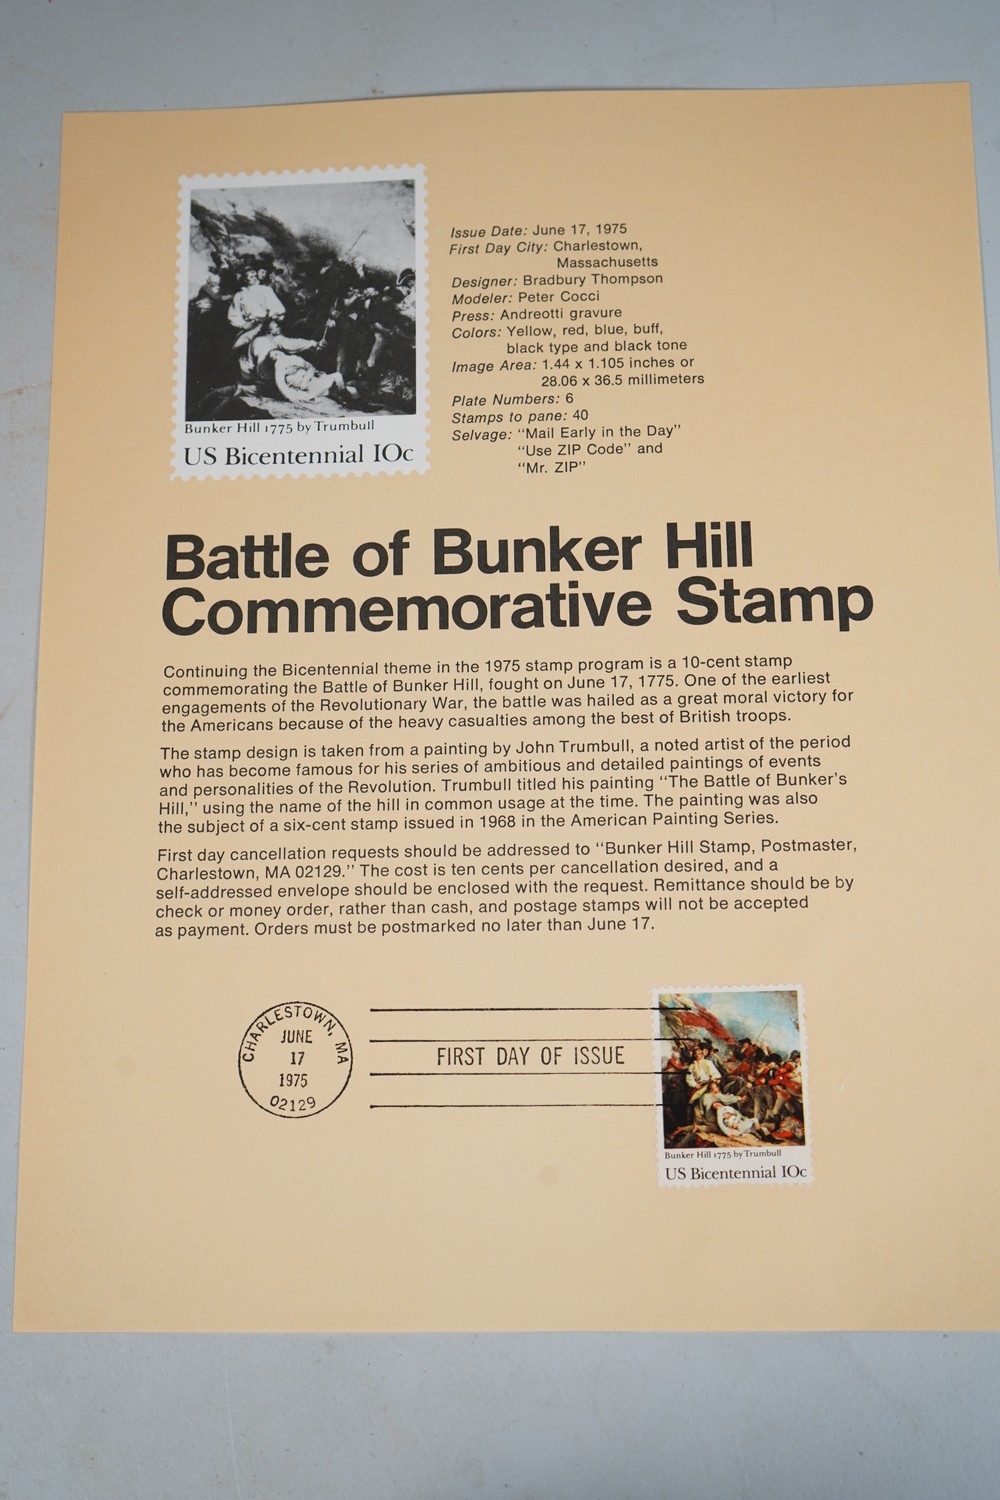 Bunker Hill 1775 by Trumbull
US Bicentennial 10c
Issue Date: June 17, 1975
First Day City: Charlestown,
Massachusetts
Designer: Bradbury Thompson
Modeler: Peter Cocci
Press: Andreotti gravure
Colors: Yellow, red, blue, buff,
black type and black tone
Image Area: 1.44 x 1.105 inches or
28.06 x 36.5 millimeters
Plate Numbers: 6
Stamps to pane: 40
Selvage: "Mail Early in the Day"
"Use ZIP Code" and
"Mr. ZIP"
Battle of Bunker Hill
Commemorative Stamp
Continuing the Bicentennial theme in the 1975 stamp program is a 10-cent stamp
commemorating the Battle of Bunker Hill, fought on June 17, 1775. One of the earliest
engagements of the Revolutionary War, the battle was hailed as a great moral victory for
the Americans because of the heavy casualties among the best of British troops.
The stamp design is taken from a painting by John Trumbull, a noted artist of the period
who has become famous for his series of ambitious and detailed paintings of events
and personalities of the Revolution. Trumbull titled his painting "The Battle of Bunker's
Hill," using the name of the hill in common usage at the time. The painting was also
the subject of a six-cent stamp issued in 1968 in the American Painting Series.
First day cancellation requests should be addressed to "Bunker Hill Stamp, Postmaster,
Charlestown, MA 02129." The cost is ten cents per cancellation desired, and a
self-addressed envelope should be enclosed with the request. Remittance should be by
check or money order, rather than cash, and postage stamps will not be accepted
as payment. Orders must be postmarked no later than June 17.
CHARLESTOWN, MA
JUNE
17
1975
02129
FIRST DAY OF ISSUE
Bunker Hill 1775 by Trumbull
US Bicentennial 10c